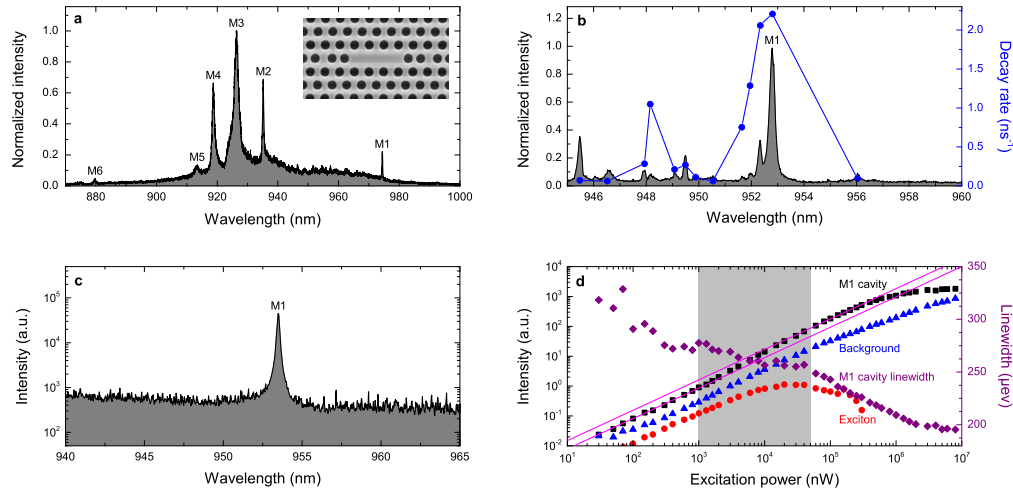 a
M3
M4
M2
M5
M1
M6
1.0
0.8
0.6
0.4
0.2
0.0
Normalized intensity
880
900
920
940
960
980
1000
Wavelength (nm)
b
M1
1.2
1.0
0.8
0.6
0.4
0.2
0.0
Normalized intensity
2.0
1.5
1.0
0.5
0.0
Decay rate (ns⁻¹)
946
948
950
952
954
956
958
960
Wavelength (nm)
c
M1
10⁵
10⁴
10³
10²
Intensity (a.u.)
940
945
950
955
960
965
Wavelength (nm)
d
M1 cavity
Background
M1 cavity linewidth
Exciton
10⁴
10³
10²
10¹
10⁰
10⁻¹
10⁻²
Intensity (a.u.)
350
300
250
200
Linewidth (µev)
10¹
10²
10³
10⁴
10⁵
10⁶
10⁷
Excitation power (nW)